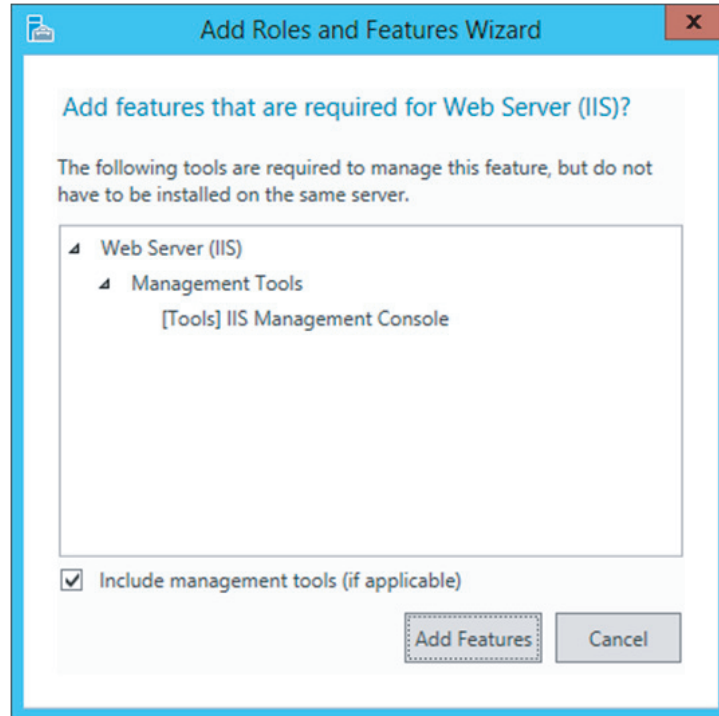 Add Roles and Features Wizard
x
Add features that are required for Web Server (IIS)?
The following tools are required to manage this feature, but do not
have to be installed on the same server.
Web Server (IIS)
Management Tools
[Tools] IIS Management Console
Include management tools (if applicable)
Add Features
Cancel